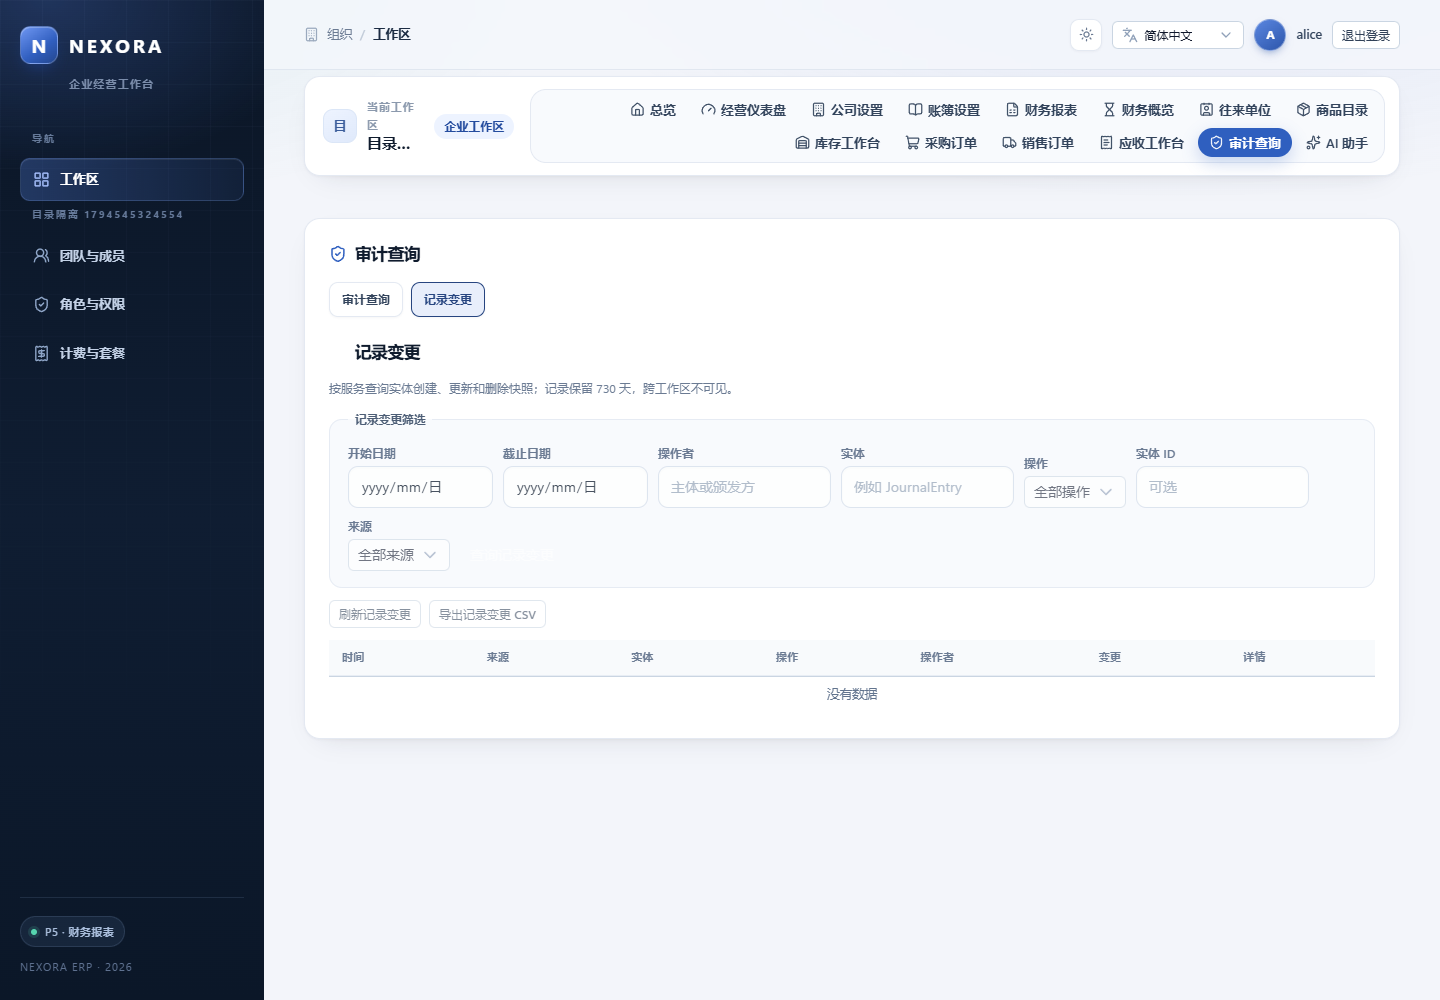 N NEXORA
企业经营工作台
导航
工作区
目录隔离 1794545324554
团队与成员
角色与权限
计费与套餐
P5 · 财务报表
NEXORA ERP · 2026
组织 / 工作区
简体中文
A alice
退出登录
目
当前工作区
目录...
企业工作区
总览
经营仪表盘
公司设置
账簿设置
财务报表
财务概览
往来单位
商品目录
库存工作台
采购订单
销售订单
应收工作台
审计查询
AI 助手
审计查询
审计查询 记录变更
记录变更
按服务查询实体创建、更新和删除快照；记录保留 730 天，跨工作区不可见。
记录变更筛选
开始日期 截止日期 操作者 实体 操作 实体 ID
yyyy/mm/日 yyyy/mm/日 主体或颁发方 例如 JournalEntry 全部操作 可选
来源
全部来源
刷新记录变更 导出记录变更 CSV
时间 来源 实体 操作 操作者 变更 详情
没有数据